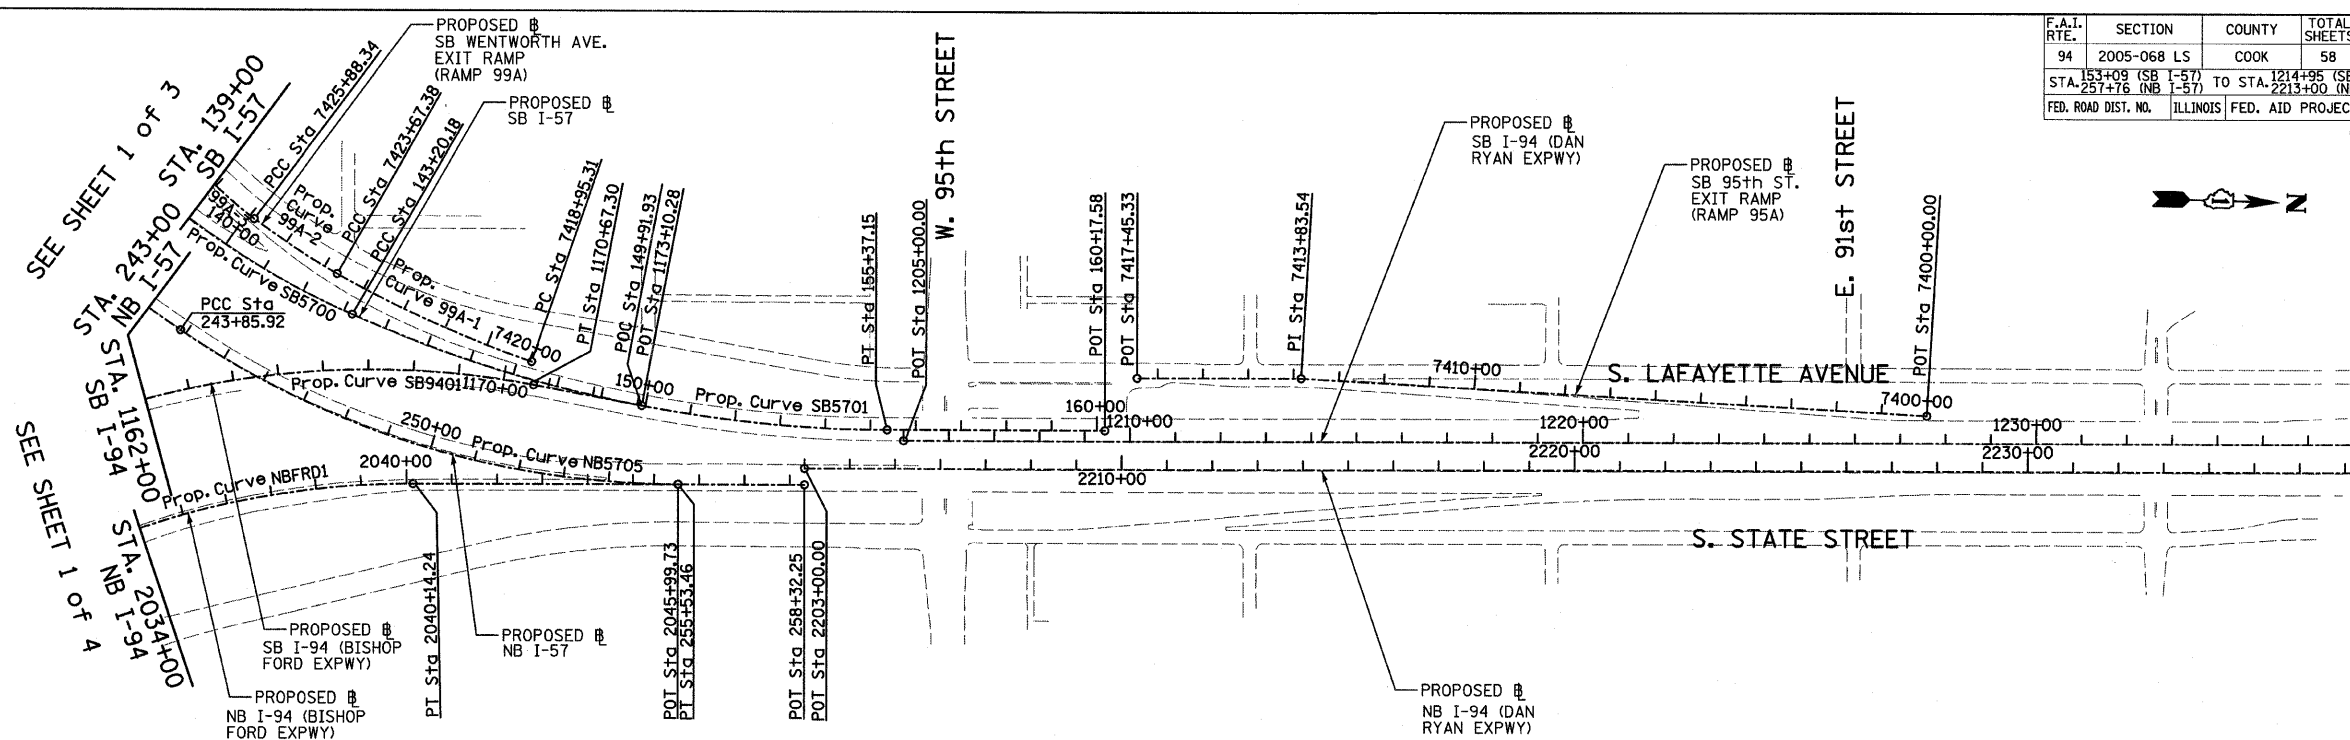 PROPOSED ℄
SB WENTWORTH AVE.
EXIT RAMP
(RAMP 99A)
PROPOSED
SB I-57
SEE SHEET 1 of 3
STA. 139+00
SB I-57
STA. 243+00
NB I-57
STA. 1162+00
SB I-94
STA. 2034+00
NB I-94
SEE SHEET 1 of 4
PCC Sta 7425+88.34
PCC Sta 7423+67.38
PCC Sta 143+20.18
PC Sta 7418+95.31
PT Sta 1170+67.30
POC Sta 149+91.93
POT Sta 1173+10.28
PT Sta 155+37.15
POT Sta 1205+00.00
W. 95th STREET
POT Sta 160+17.58
POT Sta 7417+45.33
PI Sta 7413+83.54
PROPOSED
SB I-94 (DAN
RYAN EXPWY)
PROPOSED
SB 95th ST.
EXIT RAMP
(RAMP 95A)
E. 91st STREET
POT Sta 7400+00.00
F.A.I. RTE. SECTION COUNTY TOTAL SHEETS
94 2005-068 LS COOK 58
STA. 153+09 (SB I-57) TO STA. 1214+95
257+76 (NB I-57) 2213+00
FED. ROAD DIST. NO. ILLINOIS FED. AID
N
99A-3
Prop.
Curve
99A-2
140+00
Prop. Curve SB5700
Prop.
Curve 99A-1
7420+00
PCC Sta
243+85.92
Prop. Curve SB9401
1170+00
150+00
Prop. Curve SB5701
160+00
1210+00
7410+00
S. LAFAYETTE AVENUE
7400+00
1220+00
1230+00
250+00
Prop. Curve NB5705
2040+00
Prop. Curve NBFRD1
2210+00
2220+00
2230+00
S. STATE STREET
PT Sta 2040+14.24
POT Sta 2045+99.73
PT Sta 255+53.46
POT Sta 258+32.25
POT Sta 2203+00.00
PROPOSED
SB I-94 (BISHOP
FORD EXPWY)
PROPOSED
NB I-57
PROPOSED
NB I-94 (BISHOP
FORD EXPWY)
PROPOSED
NB I-94 (DAN
RYAN EXPWY)